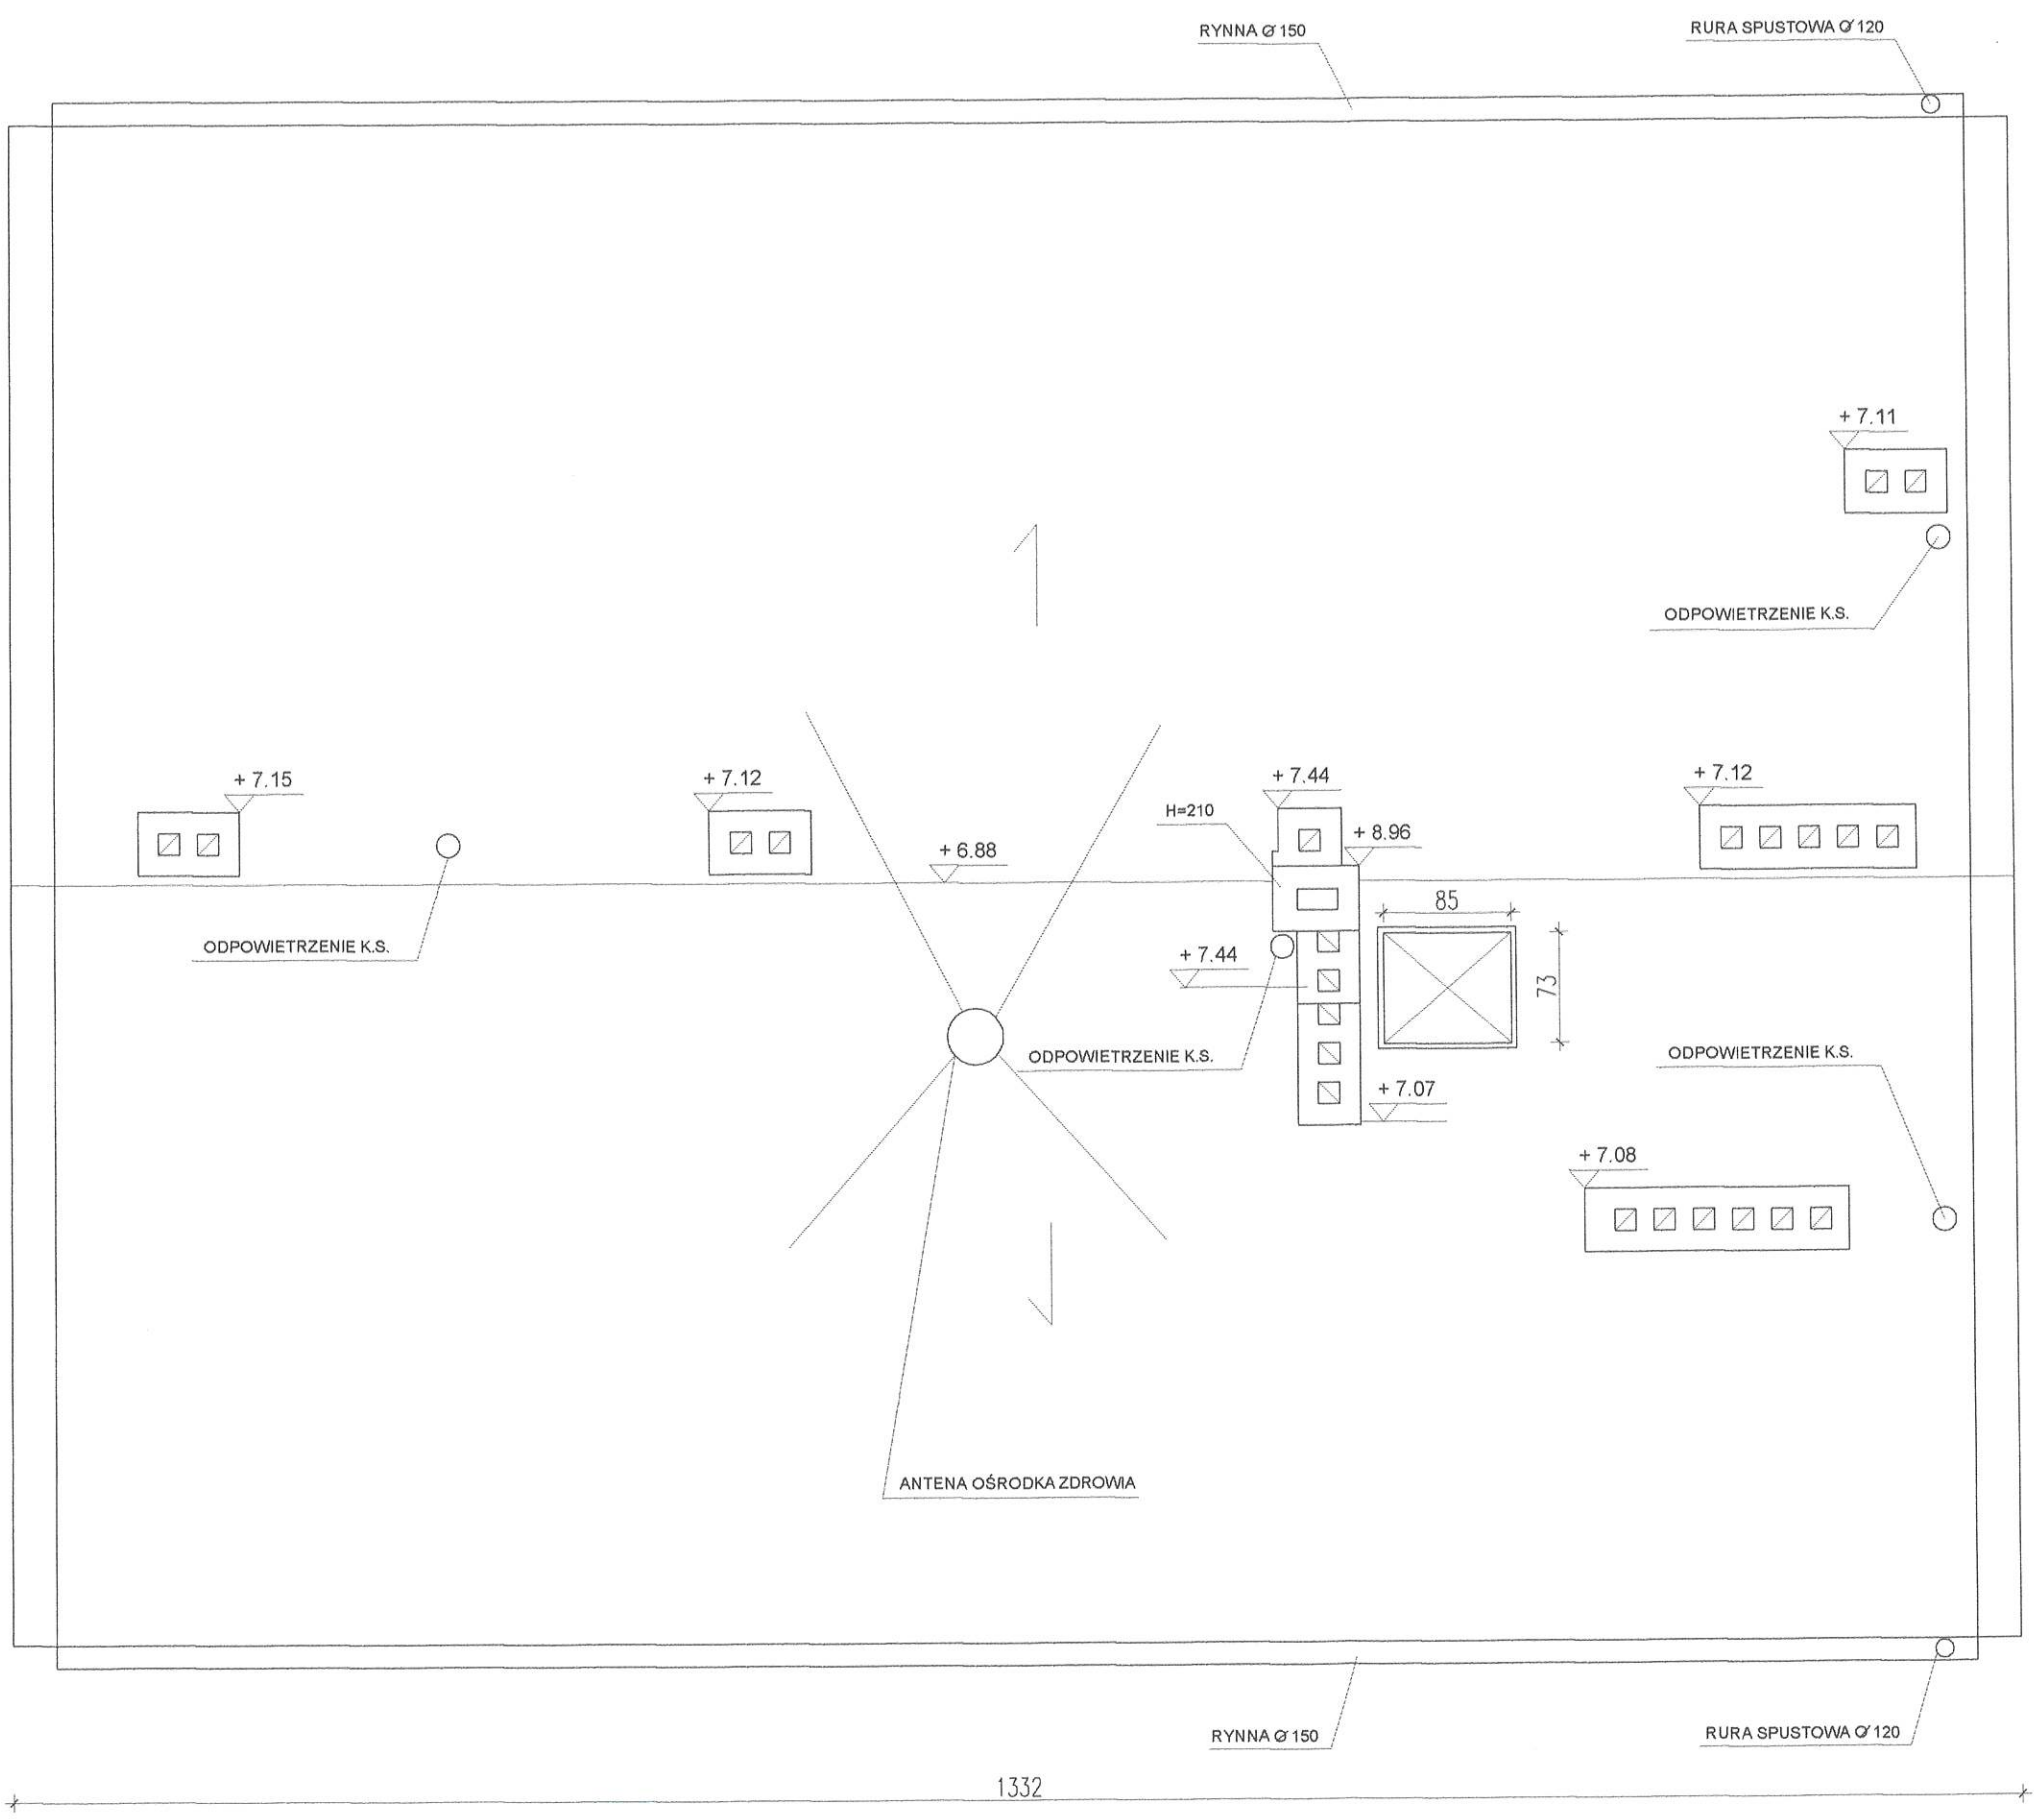 RYNNA Ø 150
RURA SPUSTOWA Ø 120
+ 7.11
ODPOWIETRZENIE K.S.
+ 7.15
+ 7.12
+ 7.44
+ 7.12
H=210
+ 8.96
+ 6.88
85
ODPOWIETRZENIE K.S.
+ 7.44
73
ODPOWIETRZENIE K.S.
ODPOWIETRZENIE K.S.
+ 7.07
+ 7.08
ANTENA OŚRODKA ZDROWIA
RYNNA Ø 150
RURA SPUSTOWA Ø 120
1332